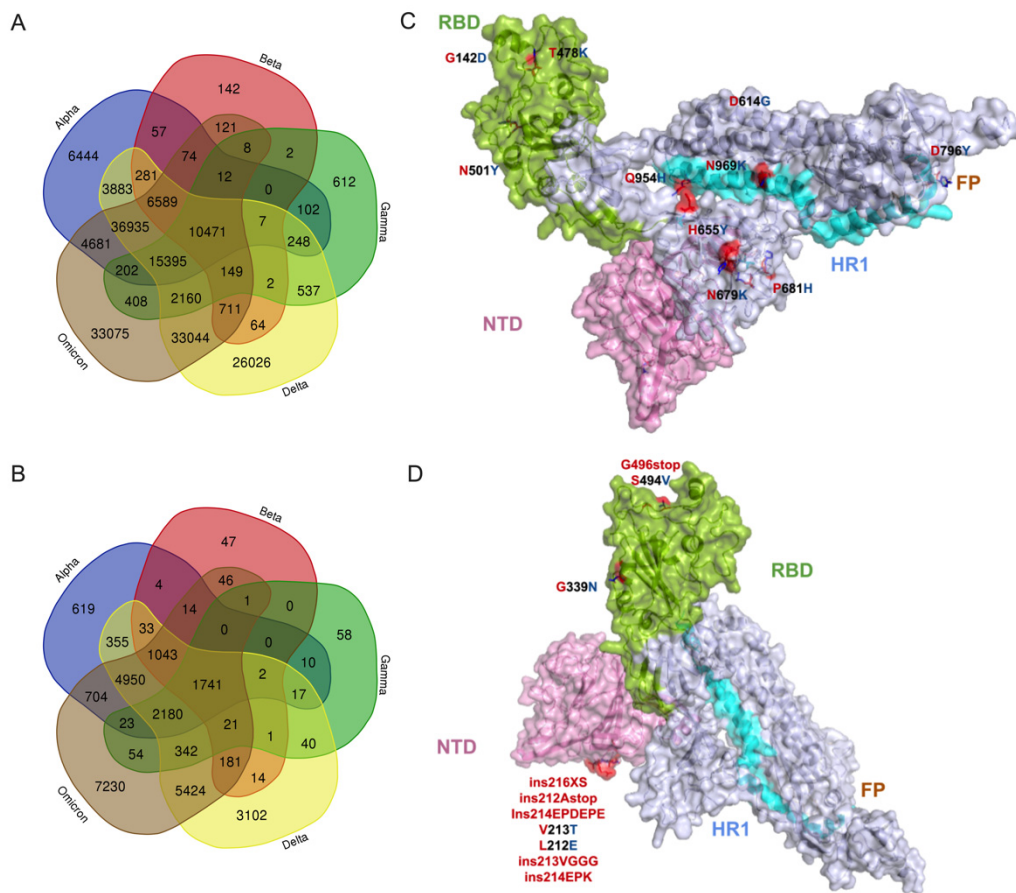 A
Beta
142
Alpha
57
121
8
2
6444
74
612
281
12
0
3883
6589
102
Gamma
36935
10471
7
4681
248
15395
202
149
2
537
408
2160
711
64
33075
33044
26026
Omicron
Delta
B
Beta
47
Alpha
4
46
1
0
619
14
58
33
0
0
355
1043
10
Gamma
4950
1741
2
704
17
2180
23
21
1
40
54
342
181
14
7230
5424
3102
Omicron
Delta
C
RBD
G142D
T478K
D614G
D796Y
N501Y
Q954H
N969K
FP
H655Y
HR1
N679K
P681H
NTD
D
G496stop
S494V
RBD
G339N
NTD
FP
HR1
ins216XS
ins212Astop
Ins214EPDEPE
V213T
L212E
ins213VGGG
ins214EPK